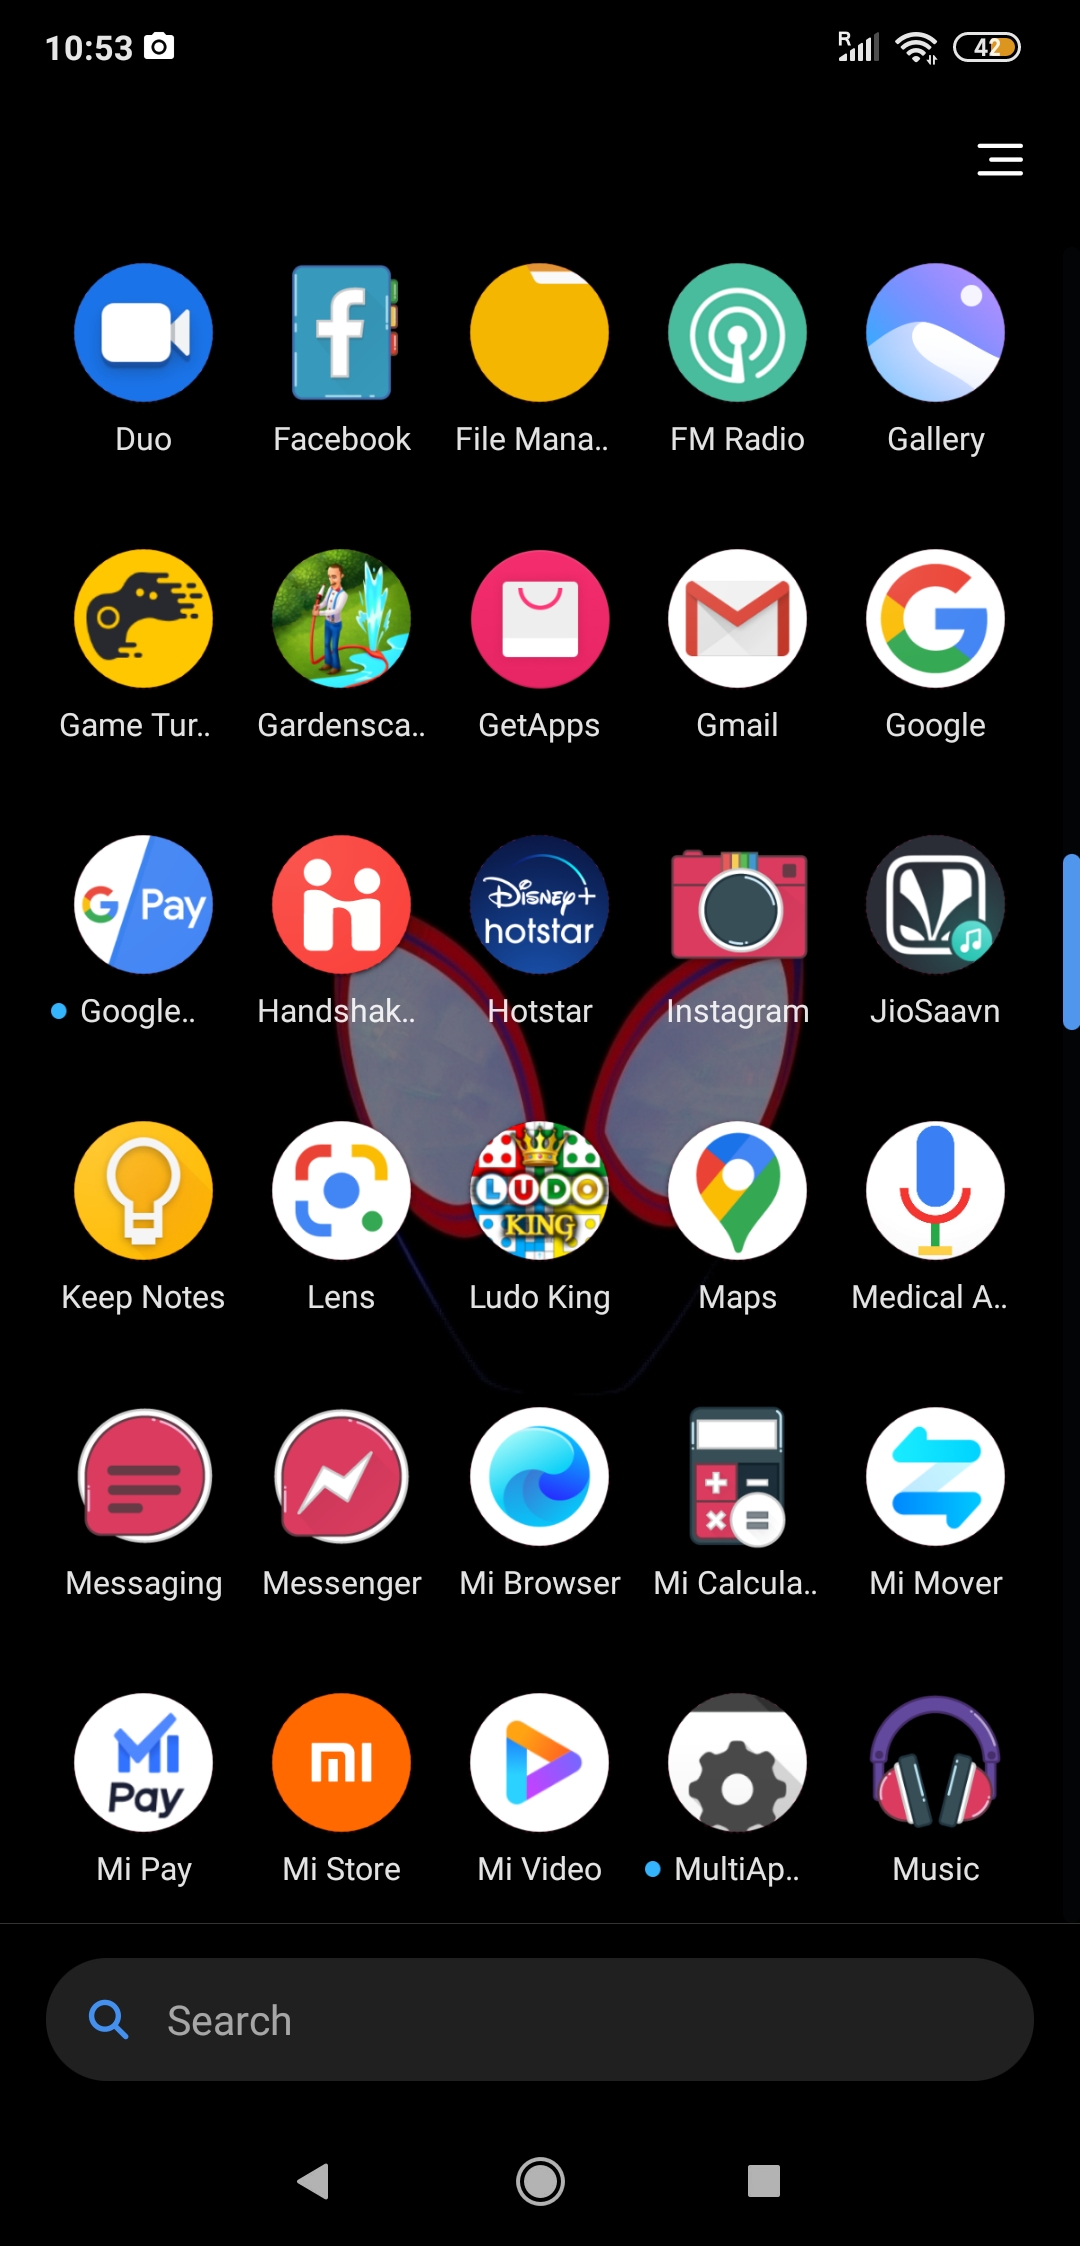 10:53
R
42
Duo
Facebook
File Mana..
FM Radio
Gallery
Game Tur..
Gardensca..
GetApps
Gmail
Google
G Pay
Disney+
hotstar
Google..
Handshak..
Hotstar
Instagram
JioSaavn
LUDO
KING
Keep Notes
Lens
Ludo King
Maps
Medical A..
Messaging
Messenger
Mi Browser
Mi Calcula..
Mi Mover
MI
Pay
mi
Mi Pay
Mi Store
Mi Video
MultiAp..
Music
Search